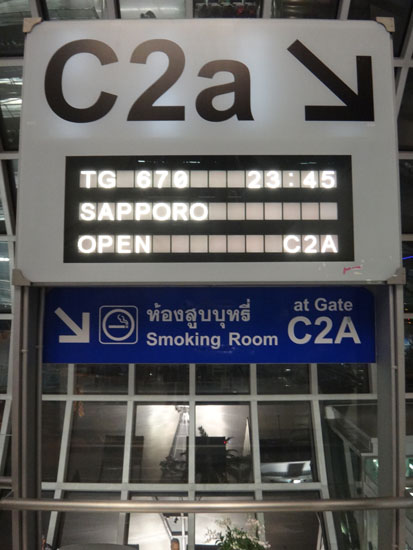 C2a
TG 670 23:45
SAPPORO
OPEN C2A
ห้องสูบบุหรี่
Smoking Room
at Gate
C2A